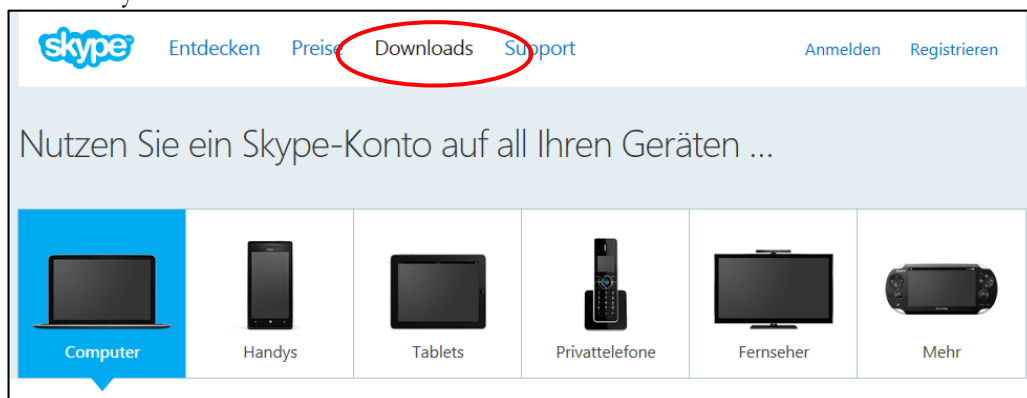 skype Entdecken Preise Downloads Support Anmelden Registrieren
Nutzen Sie ein Skype-Konto auf all Ihren Geräten ...
Computer Handys Tablets Privattelefone Fernseher Mehr